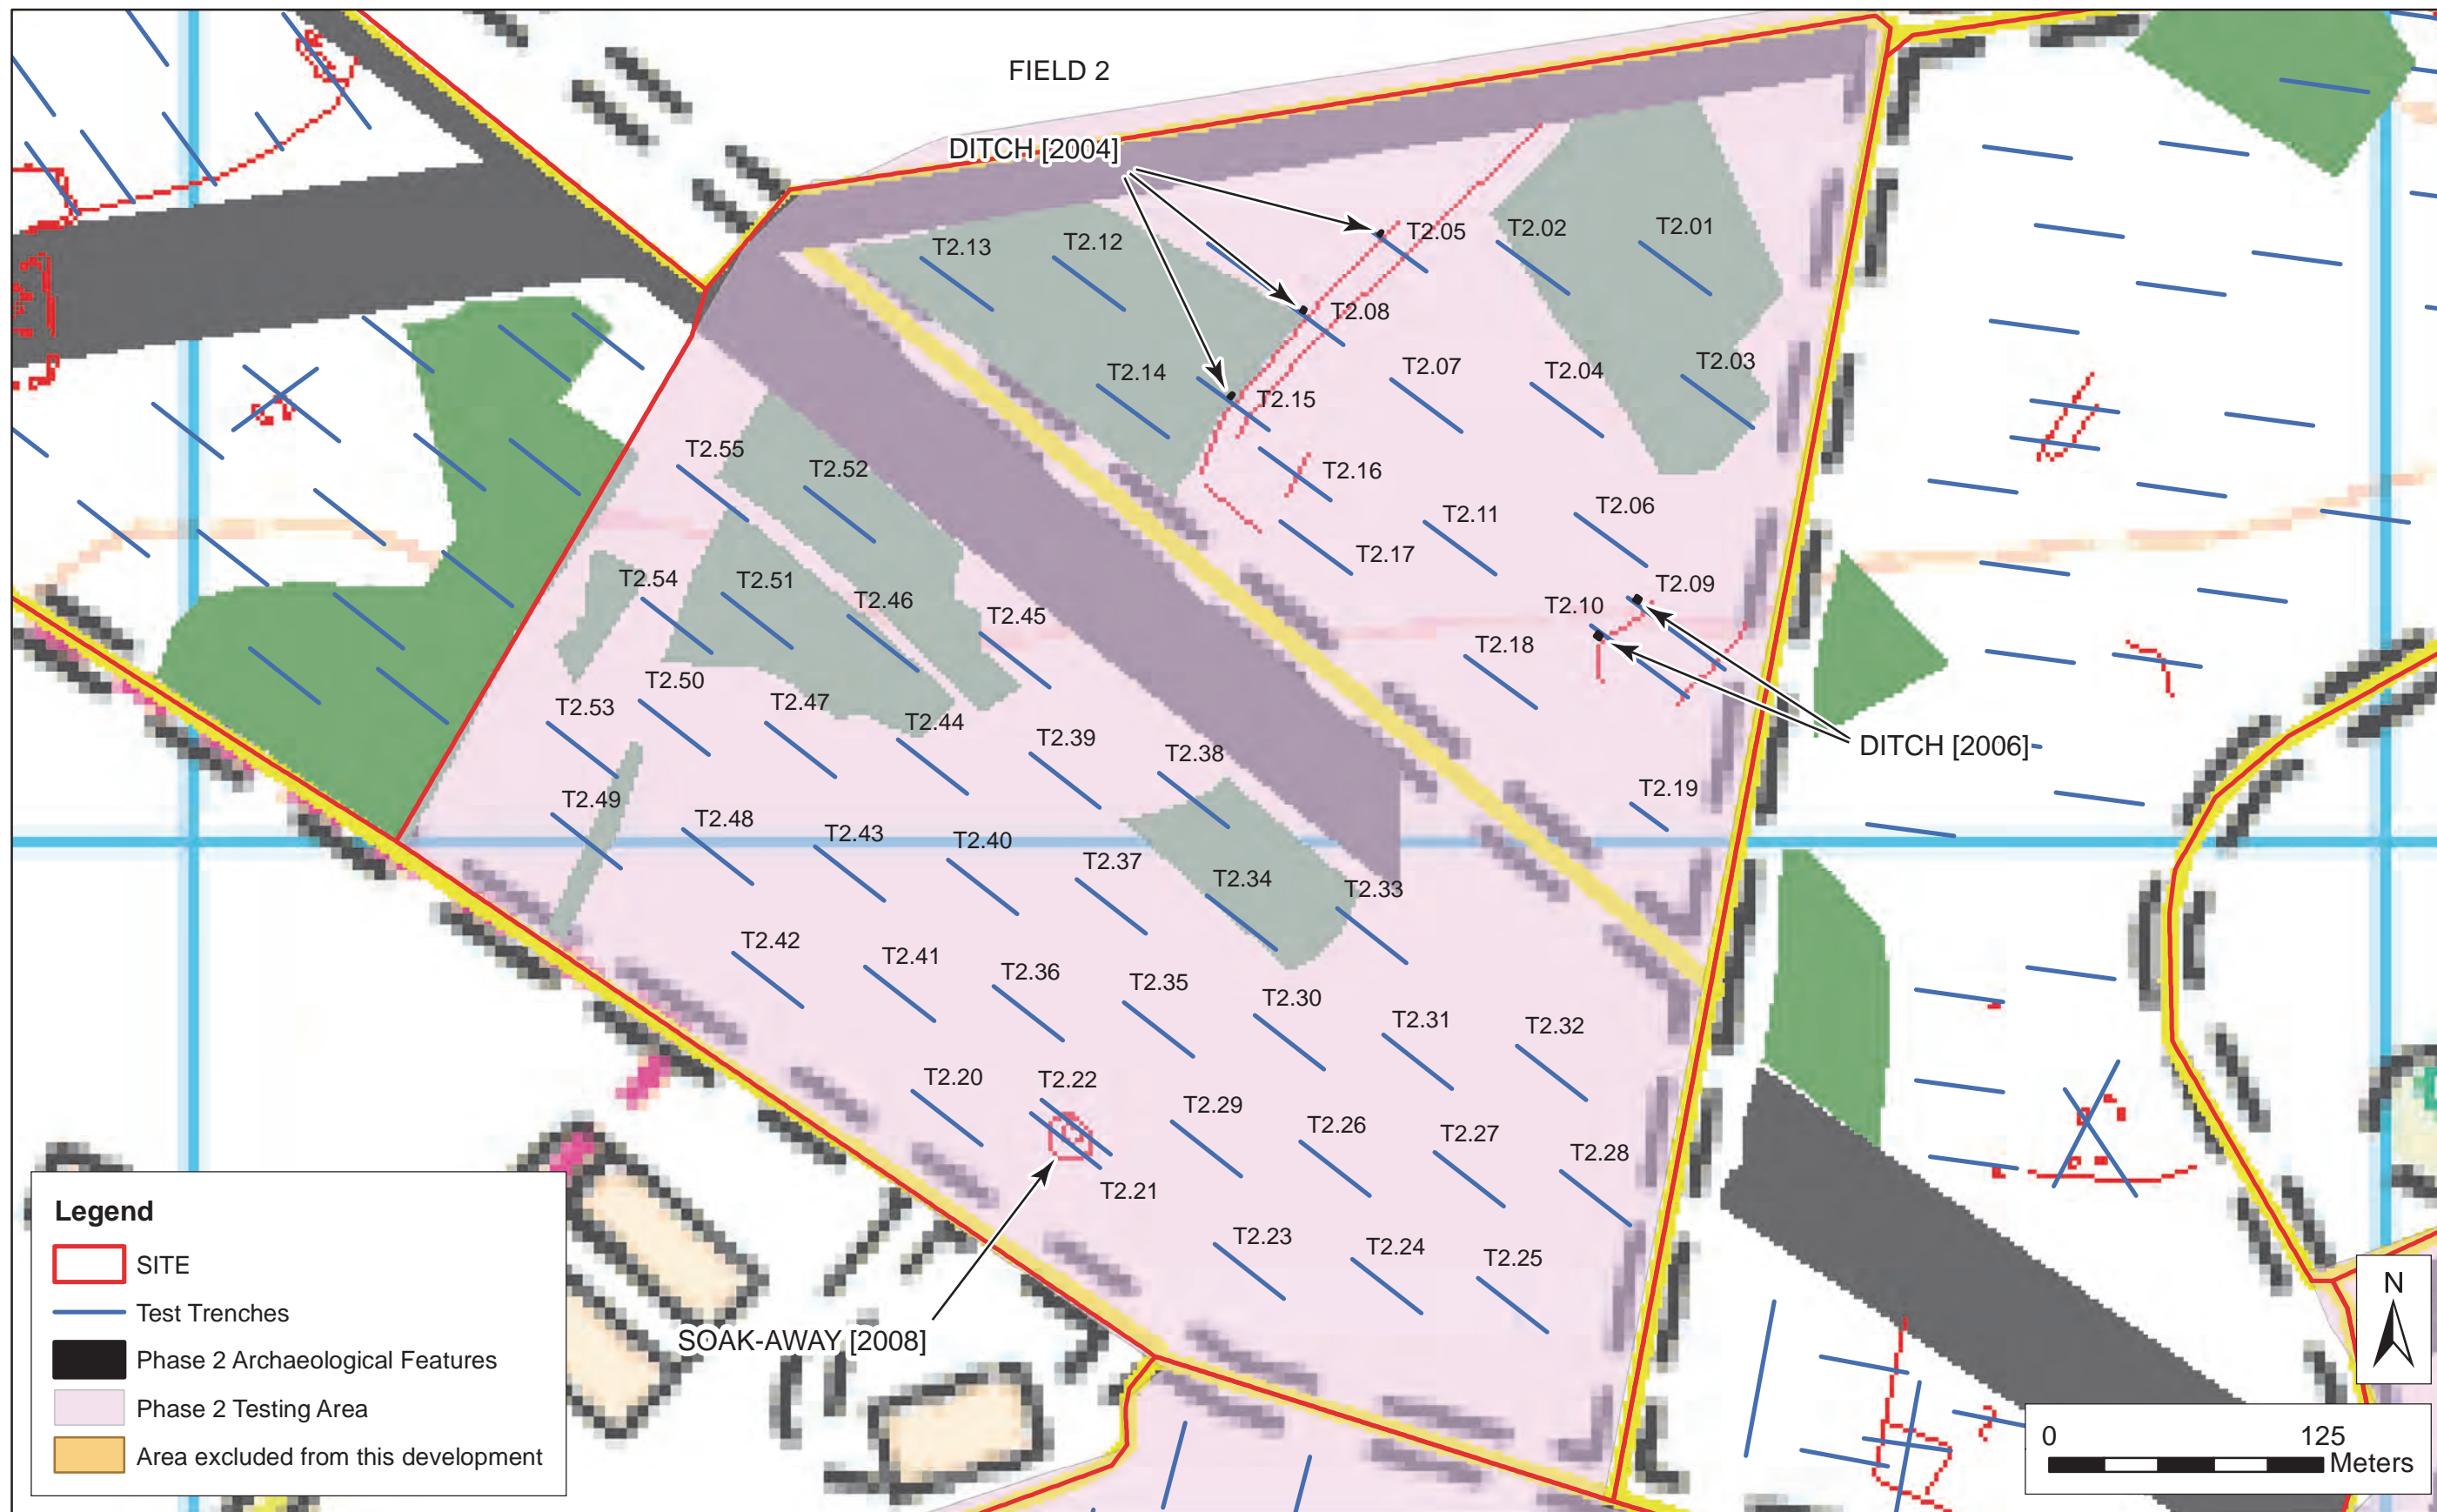 FIELD 2
DITCH [2004]
T2.13
T2.12
T2.05
T2.02
T2.01
T2.08
T2.14
T2.15
T2.07
T2.04
T2.03
T2.55
T2.52
T2.16
T2.11
T2.06
T2.17
T2.54
T2.51
T2.46
T2.45
T2.10
T2.09
T2.18
T2.53
T2.50
T2.47
T2.44
T2.39
T2.38
DITCH [2006]
T2.49
T2.48
T2.43
T2.40
T2.37
T2.34
T2.33
T2.19
T2.42
T2.41
T2.36
T2.35
T2.30
T2.31
T2.32
T2.20
T2.22
T2.29
T2.26
T2.27
T2.28
T2.21
T2.23
T2.24
T2.25
SOAK-AWAY [2008]
Legend
SITE
Test Trenches
Phase 2 Archaeological Features
Phase 2 Testing Area
Area excluded from this development
N
0 125
Meters